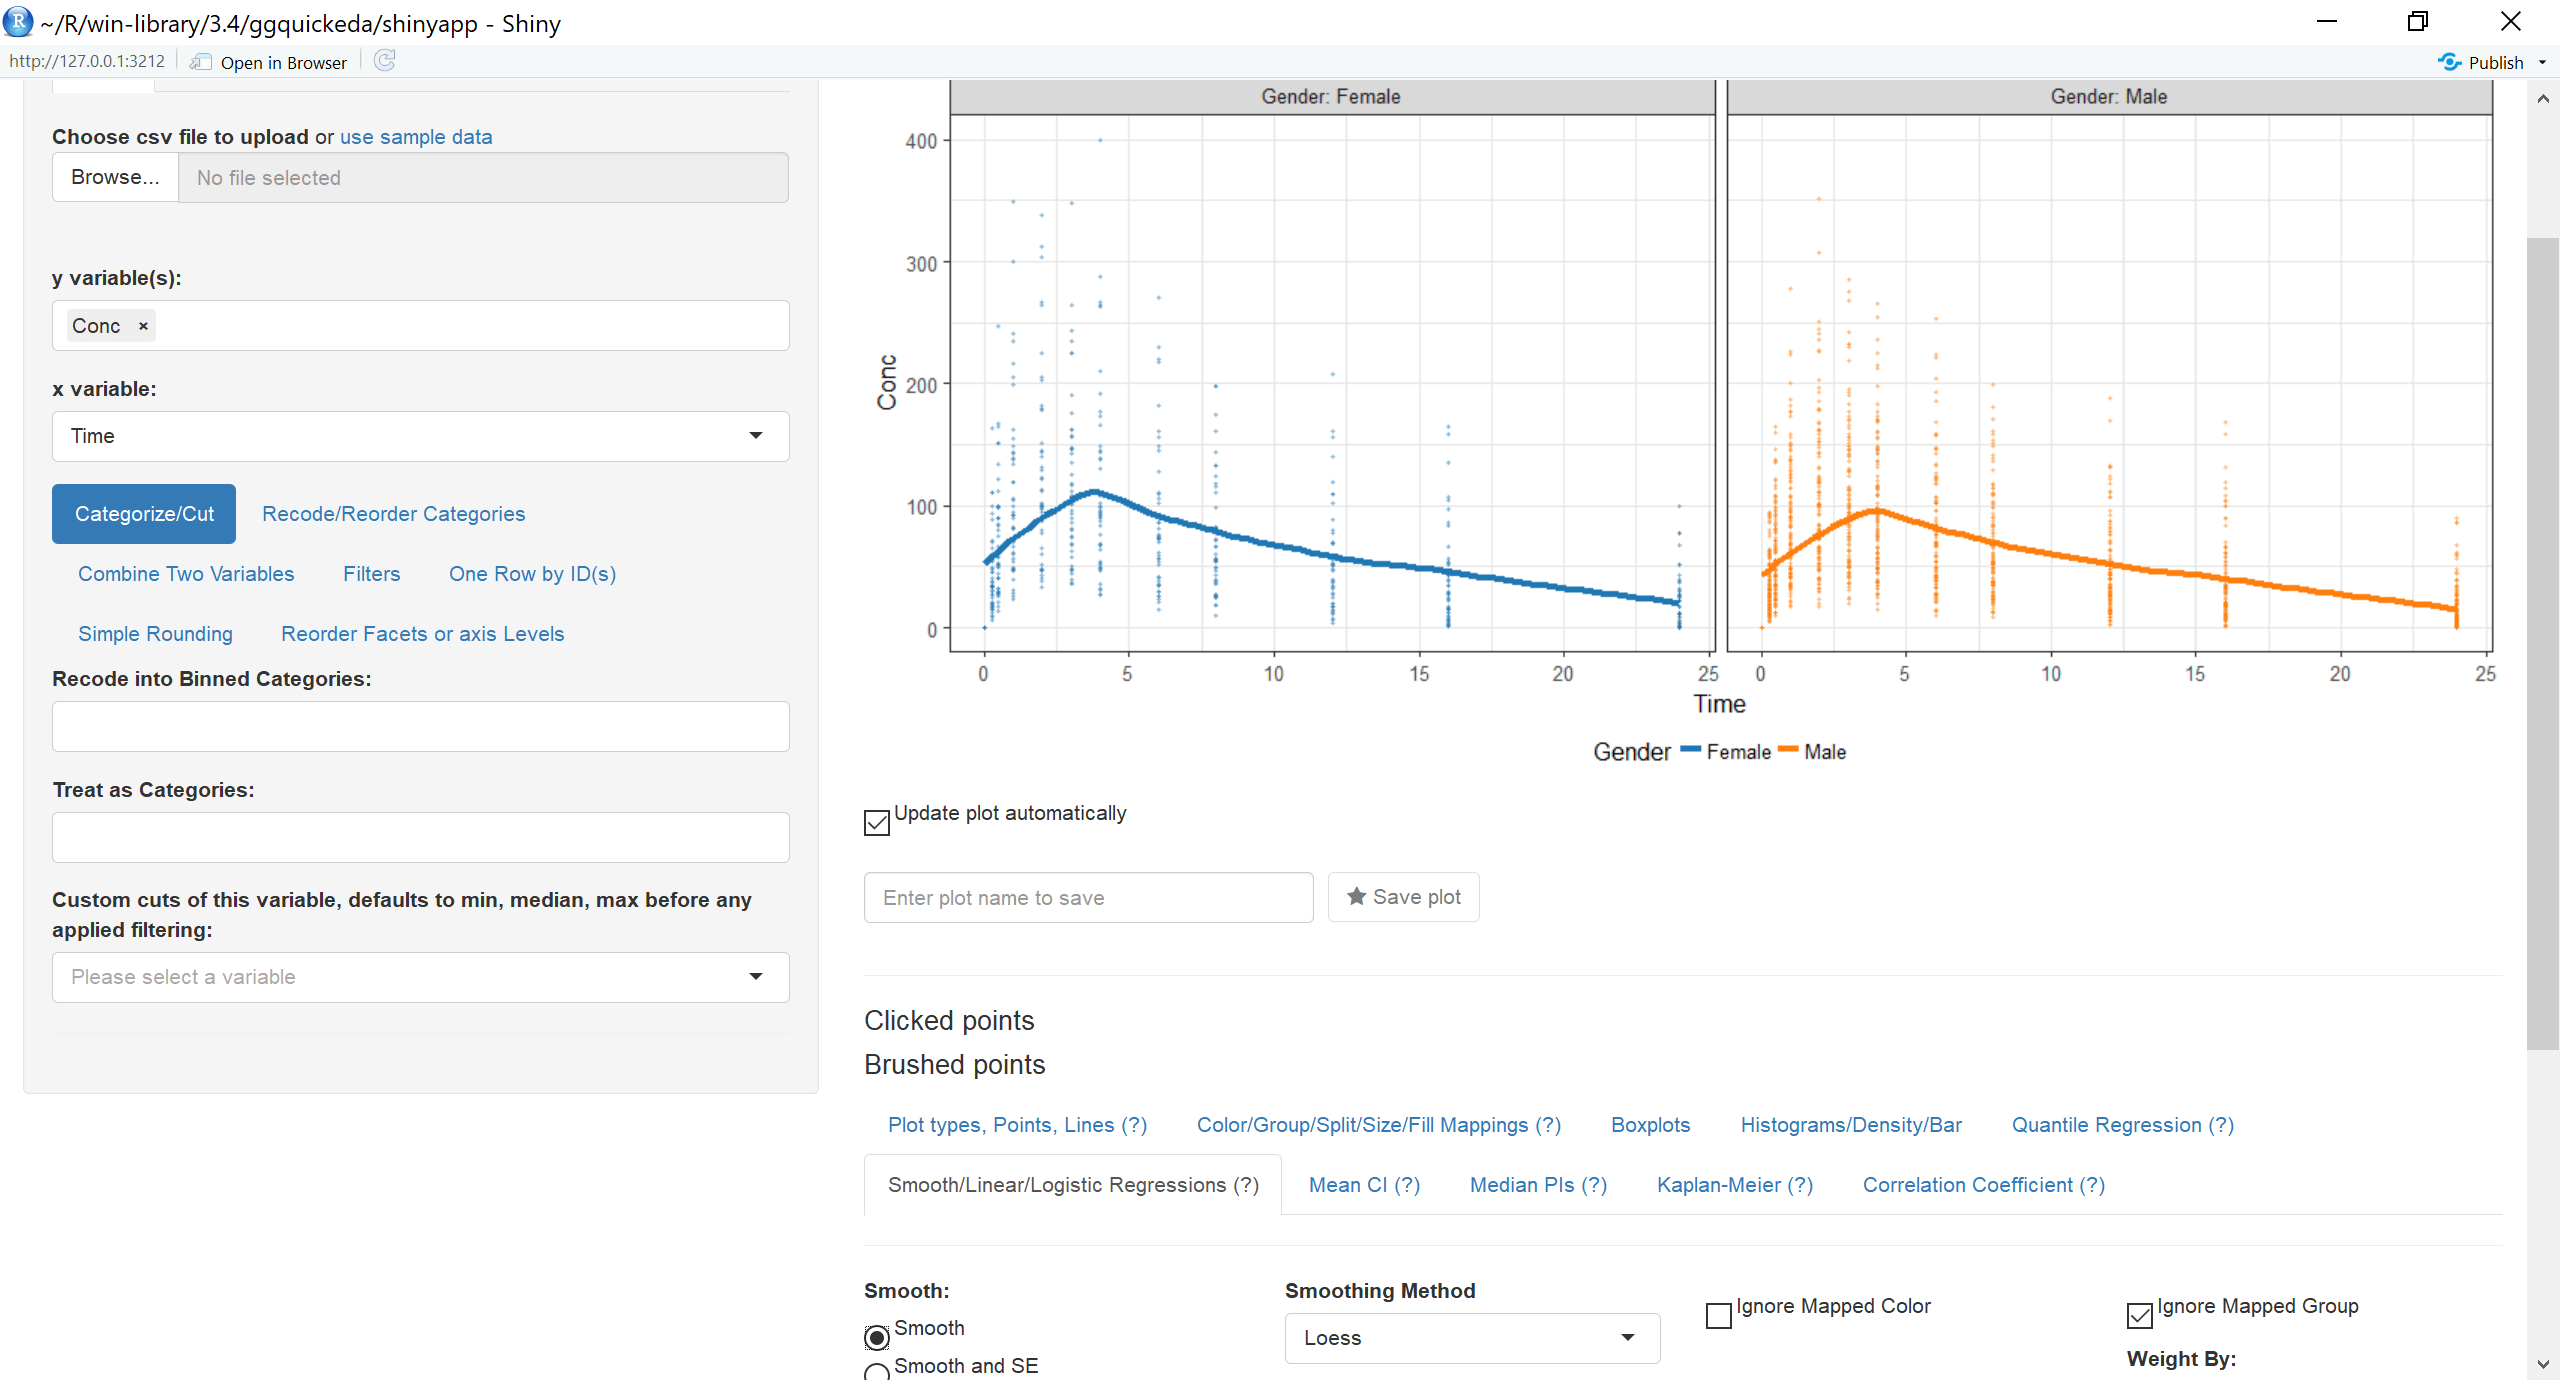 ~/R/win-library/3.4/ggquickeda/shinyapp - Shiny
http://127.0.0.1:3212 Open in Browser Publish
Choose csv file to upload or use sample data
Browse... No file selected
y variable(s):
Conc ×
x variable:
Time
Categorize/Cut Recode/Reorder Categories
Combine Two Variables Filters One Row by ID(s)
Simple Rounding Reorder Facets or axis Levels
Recode into Binned Categories:
Treat as Categories:
Custom cuts of this variable, defaults to min, median, max before any
applied filtering:
Please select a variable
Gender: Female Gender: Male
400
300
200
100
0
Conc
0 5 10 15 20 25 0 5 10 15 20 25
Time
Gender Female Male
Update plot automatically
Enter plot name to save Save plot
Clicked points
Brushed points
Plot types, Points, Lines (?) Color/Group/Split/Size/Fill Mappings (?) Boxplots Histograms/Density/Bar Quantile Regression (?)
Smooth/Linear/Logistic Regressions (?) Mean CI (?) Median PIs (?) Kaplan-Meier (?) Correlation Coefficient (?)
Smooth: Smoothing Method
Smooth Loess Ignore Mapped Color Ignore Mapped Group
Smooth and SE Weight By: